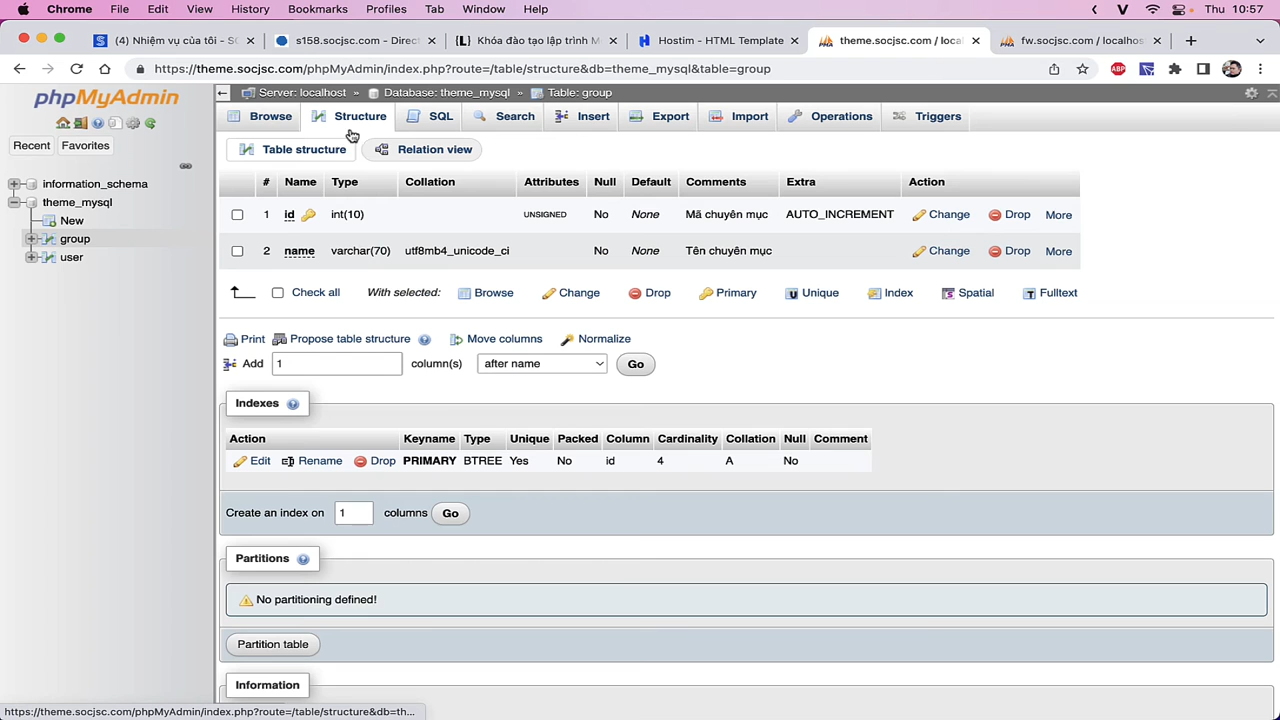 Chrome File Edit View History Bookmarks Profiles Tab Window Help Thu 10:57
(4) Nhiệm vụ của tôi - S s158.socjsc.com - Direct Khóa đào tạo lập trình M Hostim - HTML Template theme.socjsc.com / local fw.socjsc.com / localhos
https://theme.socjsc.com/phpMyAdmin/index.php?route=/table/structure&db=theme_mysql&table=group
phpMyAdmin
Recent Favorites
information_schema
theme_mysql
New
group
user
Server: localhost » Database: theme_mysql » Table: group
Browse Structure SQL Search Insert Export Import Operations Triggers
Table structure Relation view
# Name Type Collation Attributes Null Default Comments Extra Action
1 id int(10) UNSIGNED No None Mã chuyên mục AUTO_INCREMENT Change Drop More
2 name varchar(70) utf8mb4_unicode_ci No None Tên chuyên mục Change Drop More
Check all With selected: Browse Change Drop Primary Unique Index Spatial Fulltext
Print Propose table structure Move columns Normalize
Add 1 column(s) after name Go
Indexes
Action Keyname Type Unique Packed Column Cardinality Collation Null Comment
Edit Rename Drop PRIMARY BTREE Yes No id 4 A No
Create an index on 1 columns Go
Partitions
No partitioning defined!
Partition table
Information
https://theme.socjsc.com/phpMyAdmin/index.php?route=/table/structure&db=th...